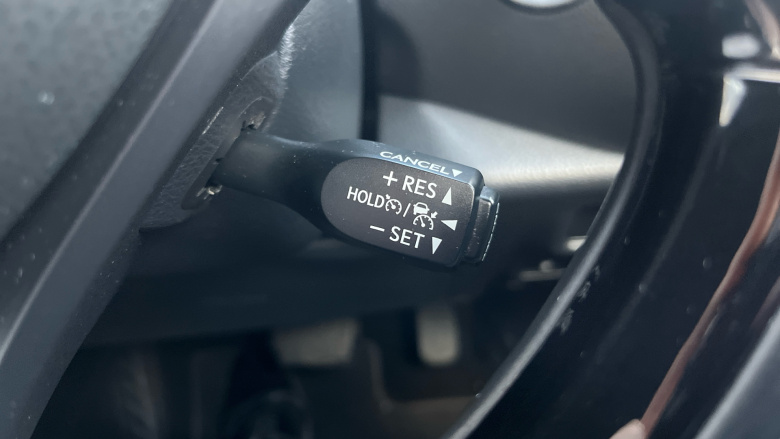 CANCEL▼
+ RES ▲
HOLD / ◀
− SET ▼